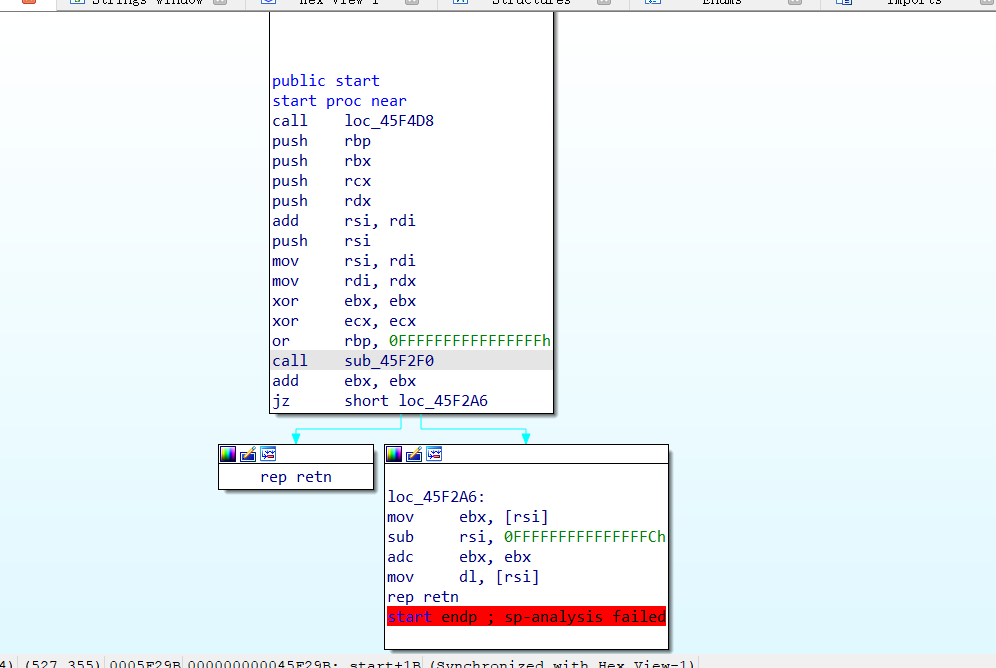 Strings window Hex View-1 Structures Enums Imports
public start
start proc near
call loc_45F4D8
push rbp
push rbx
push rcx
push rdx
add rsi, rdi
push rsi
mov rsi, rdi
mov rdi, rdx
xor ebx, ebx
xor ecx, ecx
or rbp, 0FFFFFFFFFFFFFFFFh
call sub_45F2F0
add ebx, ebx
jz short loc_45F2A6
rep retn
loc_45F2A6:
mov ebx, [rsi]
sub rsi, 0FFFFFFFFFFFFFFFCh
adc ebx, ebx
mov dl, [rsi]
rep retn
start endp ; sp-analysis failed
4) (527,355) 0005F29B 000000000045F29B: start+1B (Synchronized with Hex View-1)